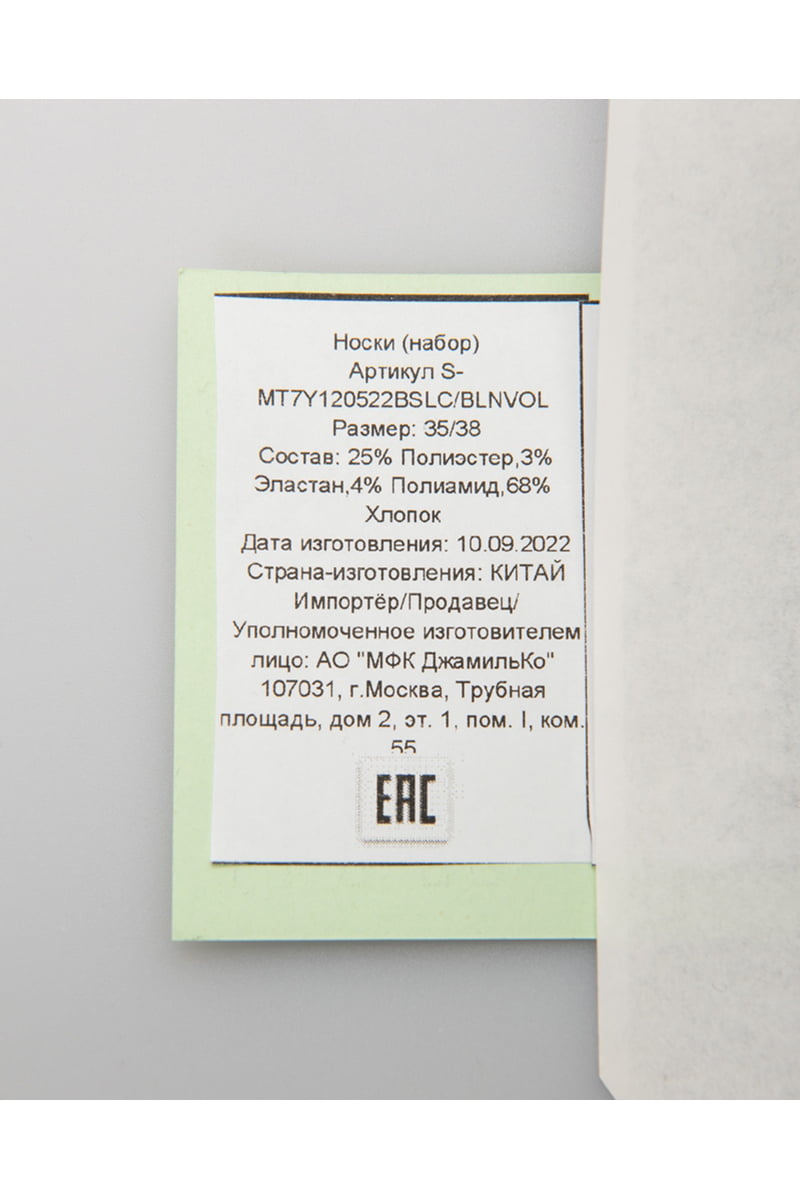 Носки (набор)
Артикул S-
MT7Y120522BSLC/BLNVOL
Размер: 35/38
Состав: 25% Полиэстер,3%
Эластан,4% Полиамид,68%
Хлопок
Дата изготовления: 10.09.2022
Страна-изготовления: КИТАЙ
Импортёр/Продавец/
Уполномоченное изготовителем
лицо: АО "МФК ДжамильКо"
107031, г.Москва, Трубная
площадь, дом 2, эт. 1, пом. I, ком.
55
EAC